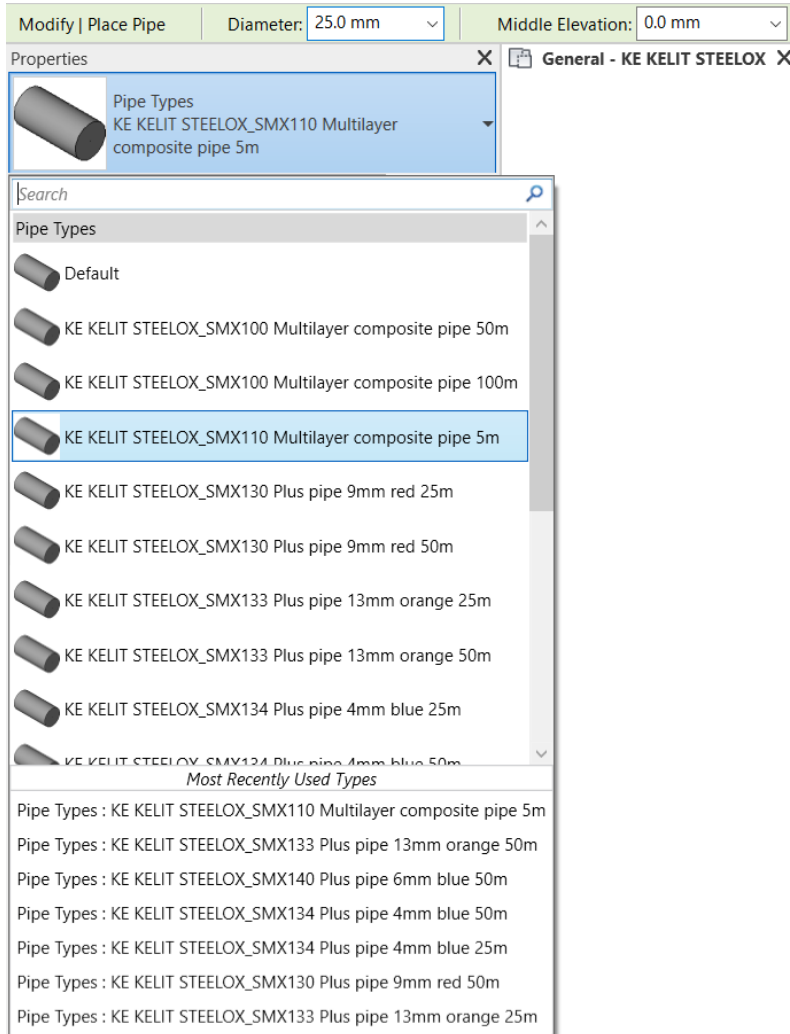 Modify | Place Pipe Diameter: 25.0 mm Middle Elevation: 0.0 mm
Properties
General - KE KELIT STEELOX
Pipe Types
KE KELIT STEELOX_SMX110 Multilayer
composite pipe 5m
Search
Pipe Types
Default
KE KELIT STEELOX_SMX100 Multilayer composite pipe 50m
KE KELIT STEELOX_SMX100 Multilayer composite pipe 100m
KE KELIT STEELOX_SMX110 Multilayer composite pipe 5m
KE KELIT STEELOX_SMX130 Plus pipe 9mm red 25m
KE KELIT STEELOX_SMX130 Plus pipe 9mm red 50m
KE KELIT STEELOX_SMX133 Plus pipe 13mm orange 25m
KE KELIT STEELOX_SMX133 Plus pipe 13mm orange 50m
KE KELIT STEELOX_SMX134 Plus pipe 4mm blue 25m
KE KELIT STEELOX_SMX134 Plus pipe 4mm blue 50m
Most Recently Used Types
Pipe Types : KE KELIT STEELOX_SMX110 Multilayer composite pipe 5m
Pipe Types : KE KELIT STEELOX_SMX133 Plus pipe 13mm orange 50m
Pipe Types : KE KELIT STEELOX_SMX140 Plus pipe 6mm blue 50m
Pipe Types : KE KELIT STEELOX_SMX134 Plus pipe 4mm blue 50m
Pipe Types : KE KELIT STEELOX_SMX134 Plus pipe 4mm blue 25m
Pipe Types : KE KELIT STEELOX_SMX130 Plus pipe 9mm red 50m
Pipe Types : KE KELIT STEELOX_SMX133 Plus pipe 13mm orange 25m